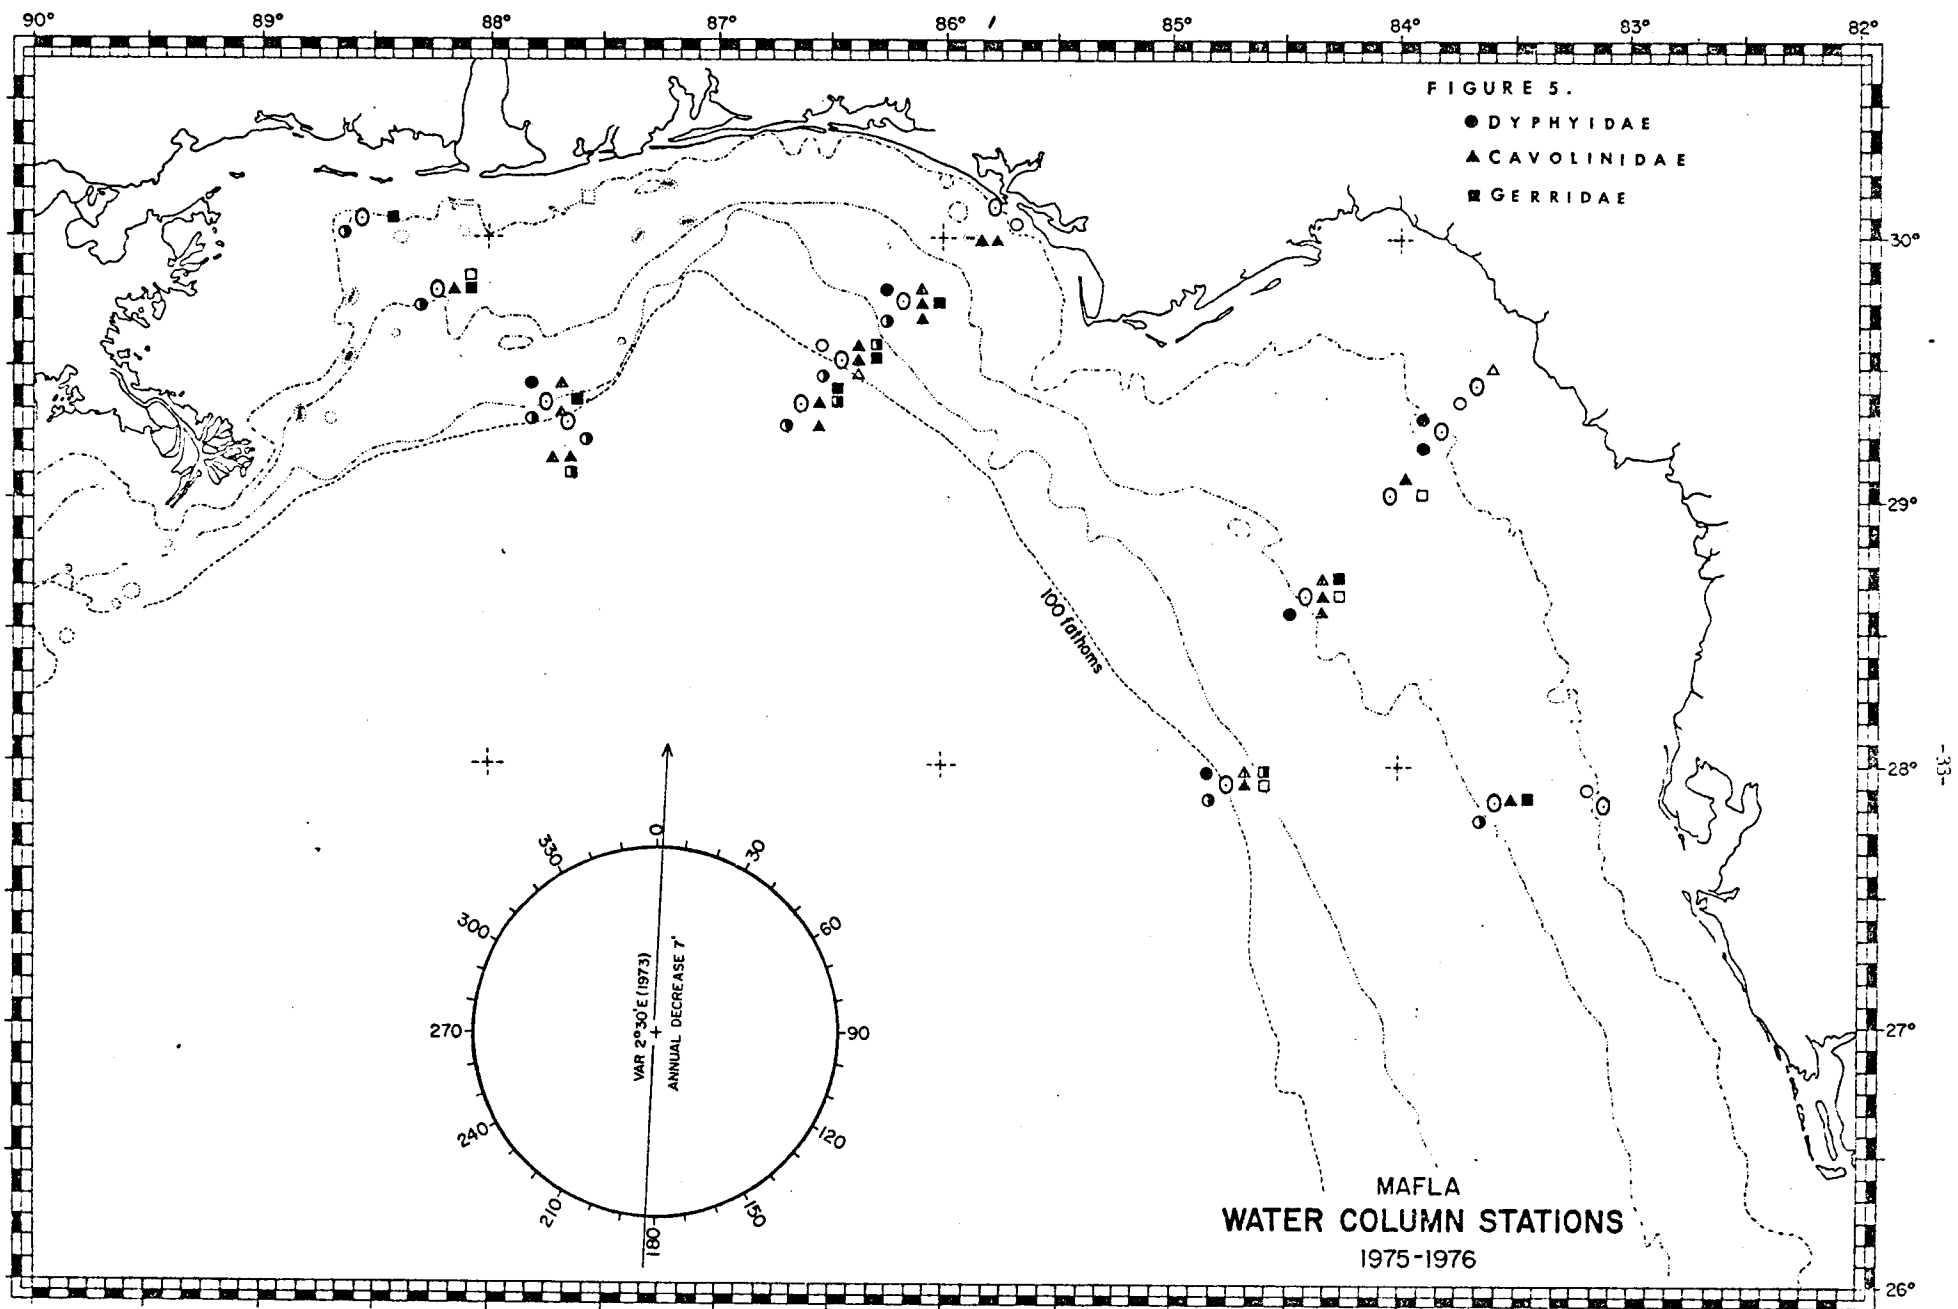 90° 89° 88° 87° 86° 85° 84° 83° 82°
FIGURE 5.
DYPHYIDAE
CAVOLINIDAE
GERRIDAE
30°
29°
28°
27°
26°
100 fathoms
0
30
60
90
120
150
180
210
240
270
300
330
VAR 2°30'E (1973)
ANNUAL DECREASE 7'
MAFLA
WATER COLUMN STATIONS
1975-1976
-33-